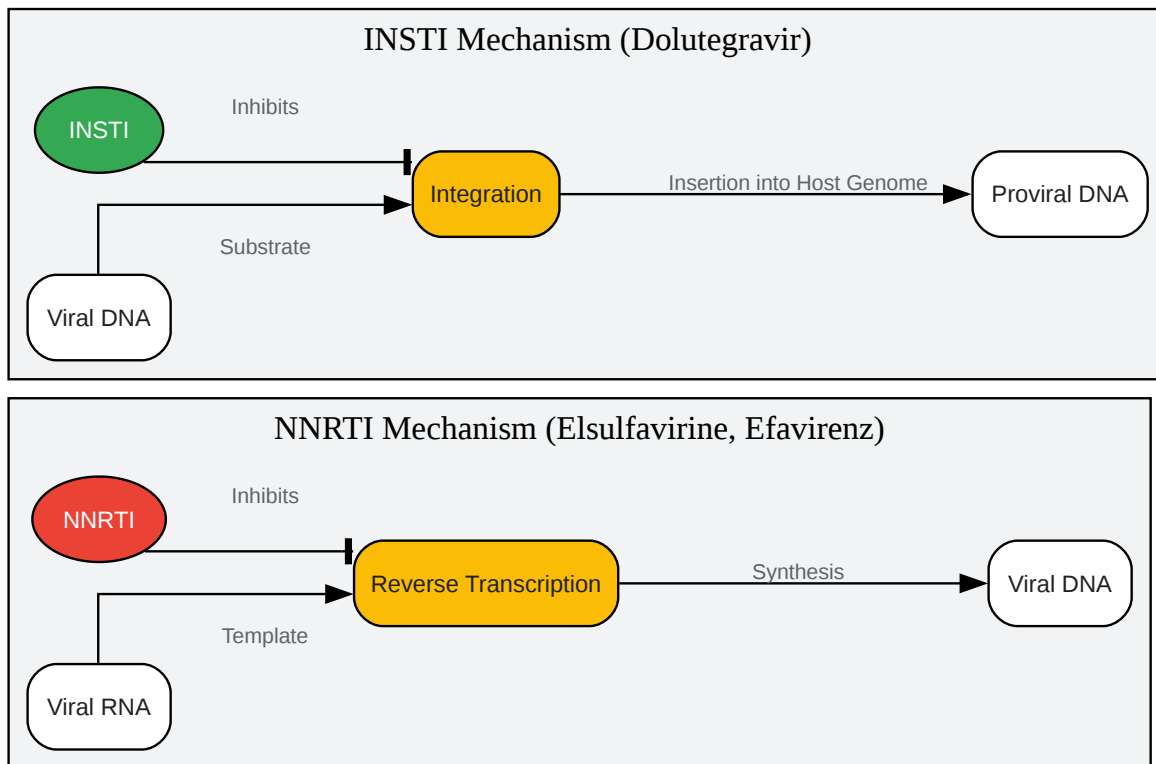 INSTI Mechanism (Dolutegravir)
Inhibits
INSTI
Integration
Insertion into Host Genome
Proviral DNA
Substrate
Viral DNA
NNRTI Mechanism (Elsulfavirine, Efavirenz)
Inhibits
NNRTI
Reverse Transcription
Synthesis
Viral DNA
Template
Viral RNA